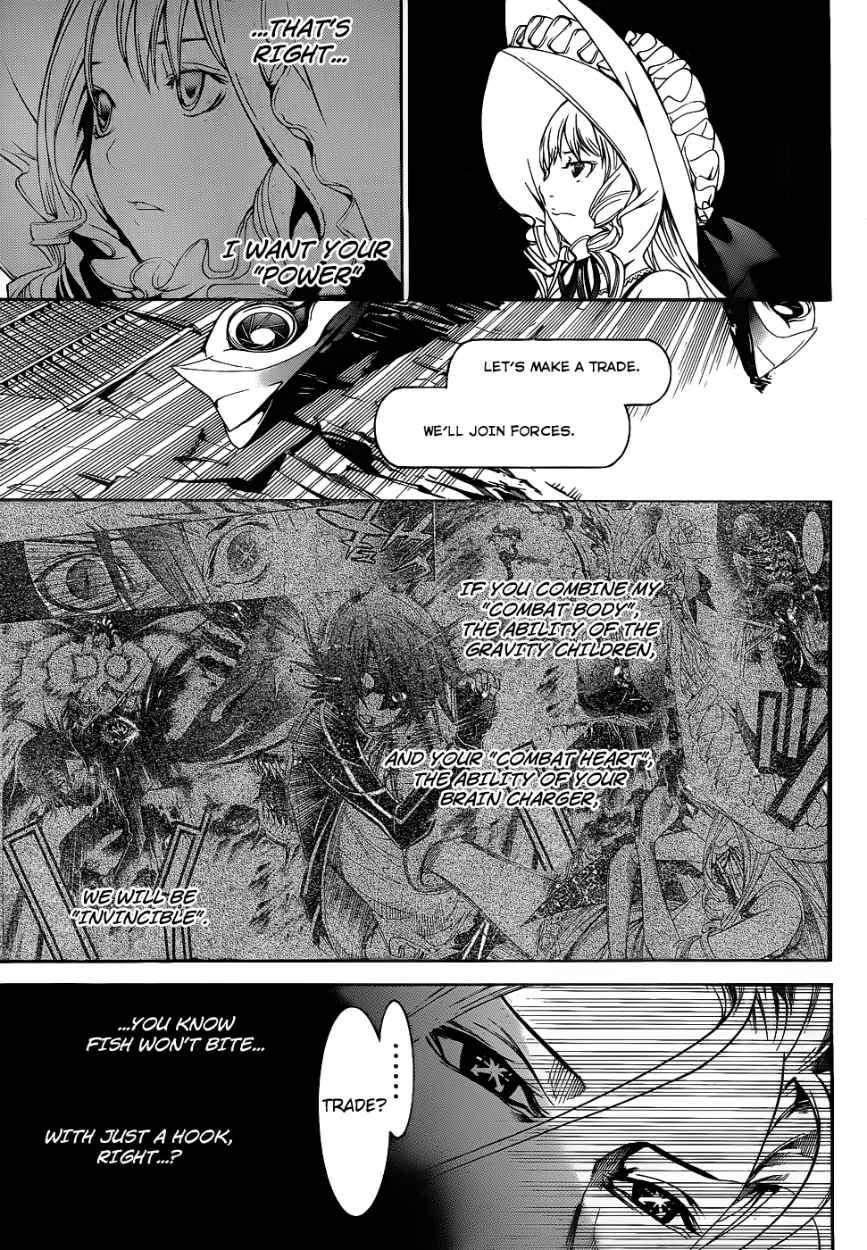 ...THAT'S
RIGHT...
I WANT YOUR
"POWER"
LET'S MAKE A TRADE.
WE'LL JOIN FORCES.
IF YOU COMBINE MY
"COMBAT BODY",
THE ABILITY OF THE
GRAVITY CHILDREN,
AND YOUR "COMBAT HEART",
THE ABILITY OF YOUR
BRAIN CHARGER,
WE WILL BE
"INVINCIBLE".
......
TRADE?
...YOU KNOW
FISH WON'T BITE...
WITH JUST A HOOK,
RIGHT...?